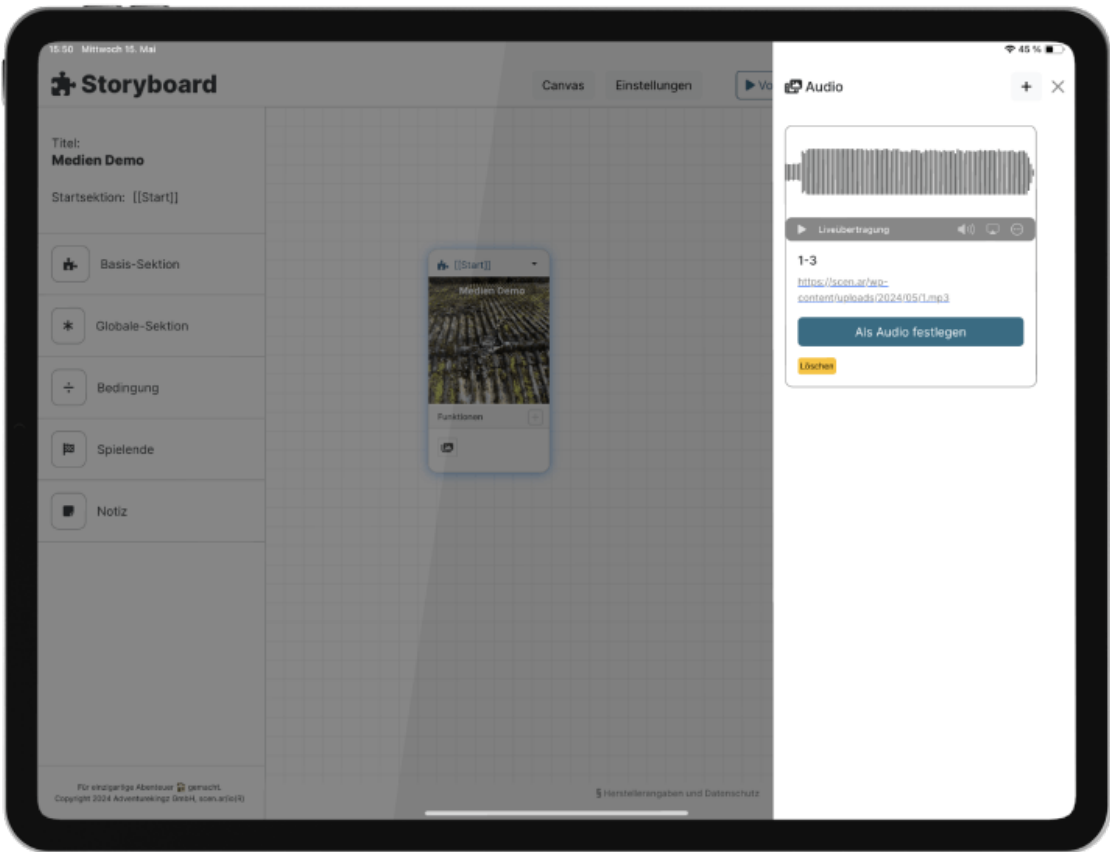 15:50 Mittwoch 15. Mai
45 %
Storyboard
Canvas
Einstellungen
Vo
Audio
Titel:
Medien Demo
Startsektion: [[Start]]
Basis-Sektion
Globale-Sektion
Bedingung
Spielende
Notiz
[[Start]]
Medien Demo
Funktionen
Liveübertragung
1-3
https://scen.ar/wp-
content/uploads/2024/05/1.mp3
Als Audio festlegen
Löschen
Für einzigartige Abenteuer gemacht.
Copyright 2024 Adventurekingz GmbH, scen.ar(io(R)
§ Herstellerangaben und Datenschutz